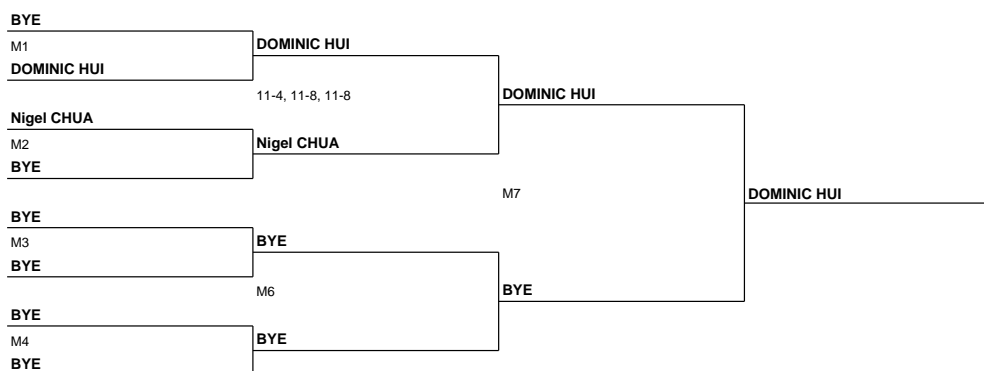 BYE
M1
DOMINIC HUI
DOMINIC HUI
11-4, 11-8, 11-8
DOMINIC HUI
Nigel CHUA
M2
BYE
Nigel CHUA
M7
DOMINIC HUI
BYE
M3
BYE
BYE
M6
BYE
BYE
M4
BYE
BYE